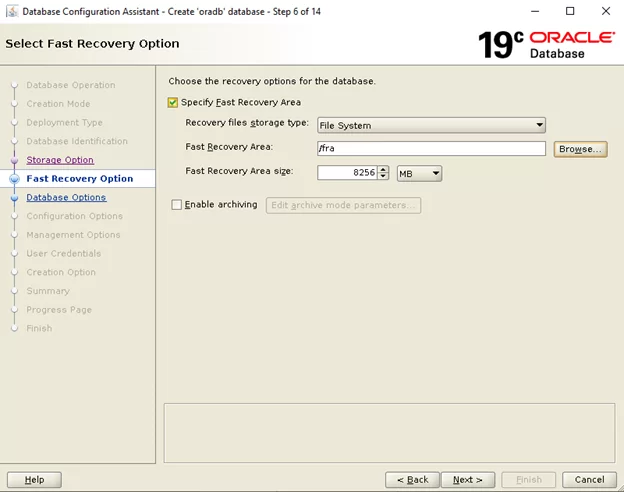 Database Configuration Assistant - Create 'oradb' database - Step 6 of 14
Select Fast Recovery Option
19c ORACLE
Database
Database Operation
Creation Mode
Deployment Type
Database Identification
Storage Option
Fast Recovery Option
Database Options
Configuration Options
Management Options
User Credentials
Creation Option
Summary
Progress Page
Finish
Choose the recovery options for the database.
Specify Fast Recovery Area
Recovery files storage type: File System
Fast Recovery Area: /fra Browse...
Fast Recovery Area size: 8256 MB
Enable archiving Edit archive mode parameters...
Help < Back Next > Finish Cancel